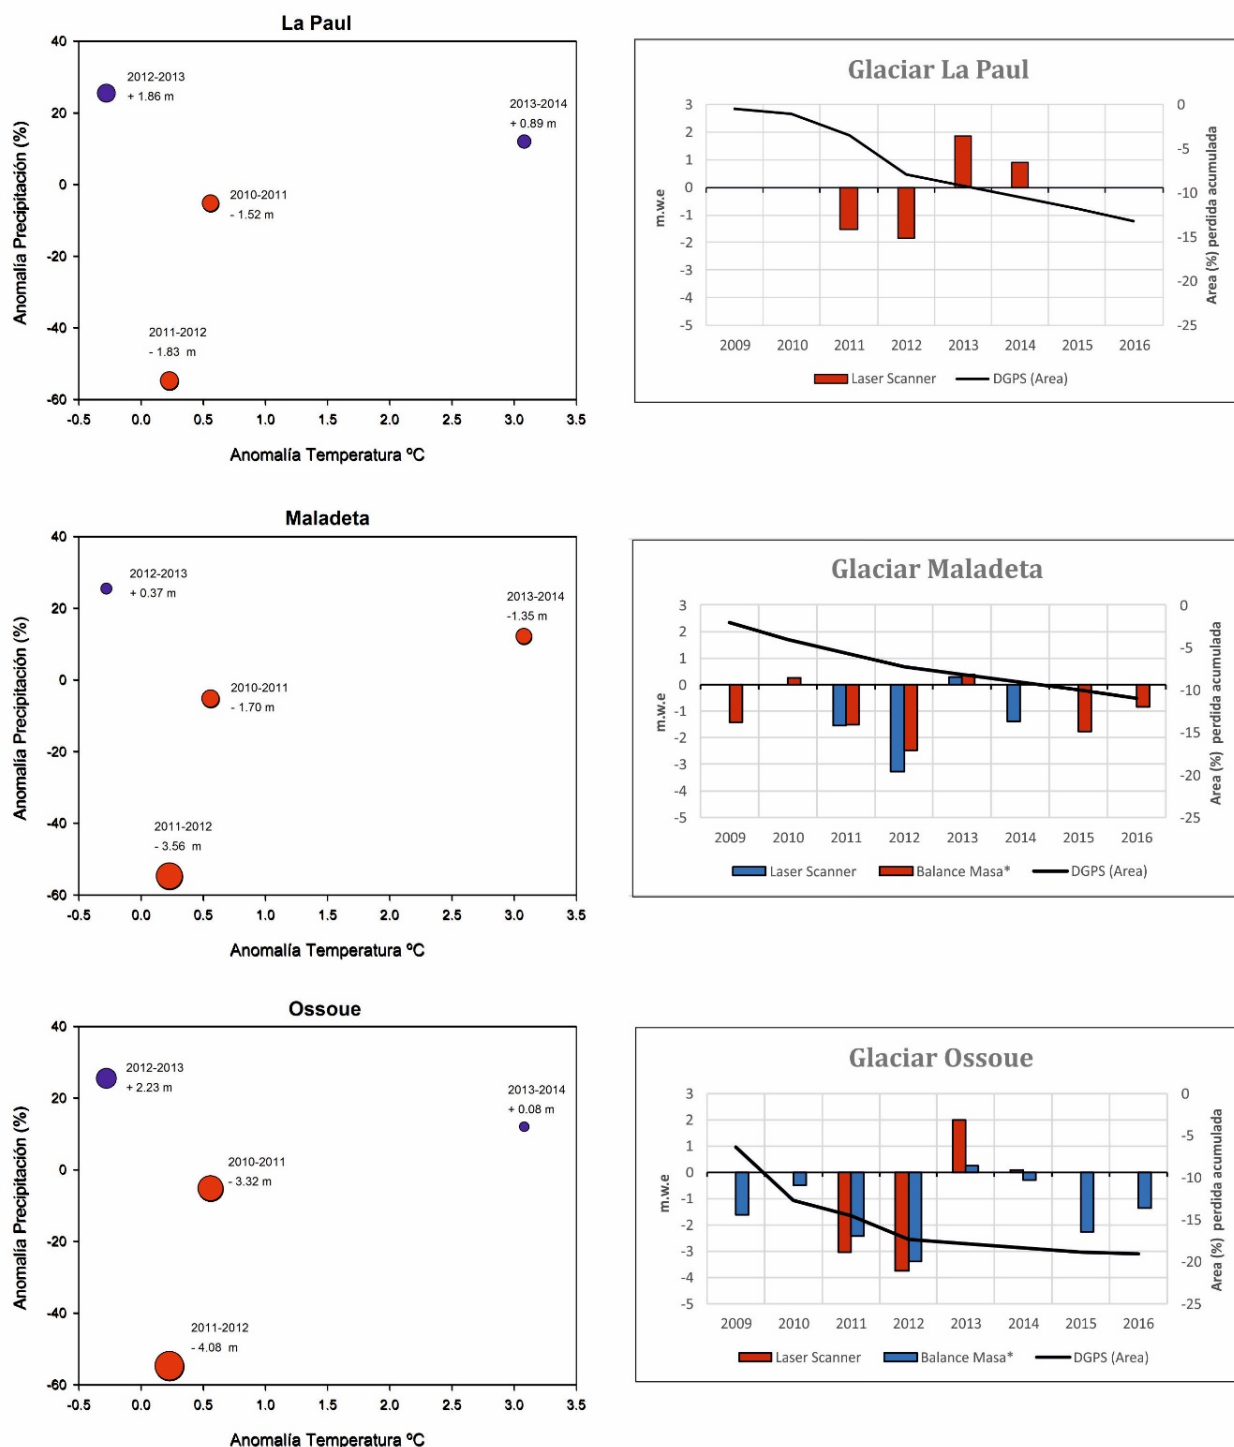 La Paul
Anomalía Precipitación (%)
40
20
0
-20
-40
-60
2012-2013
+ 1.86 m
2013-2014
+ 0.89 m
2010-2011
- 1.52 m
2011-2012
- 1.83 m
-0.5 0.0 0.5 1.0 1.5 2.0 2.5 3.0 3.5
Anomalía Temperatura ºC
Glaciar La Paul
m.w.e
3
2
1
0
-1
-2
-3
-4
-5
0
-5
-10
-15
-20
-25
Area (%) perdida acumulada
2009 2010 2011 2012 2013 2014 2015 2016
Laser Scanner DGPS (Area)
Maladeta
Anomalía Precipitación (%)
40
20
0
-20
-40
-60
2012-2013
+ 0.37 m
2013-2014
-1.35 m
2010-2011
- 1.70 m
2011-2012
- 3.56 m
-0.5 0.0 0.5 1.0 1.5 2.0 2.5 3.0 3.5
Anomalía Temperatura ºC
Glaciar Maladeta
m.w.e
3
2
1
0
-1
-2
-3
-4
-5
0
-5
-10
-15
-20
-25
Area (%) perdida acumulada
2009 2010 2011 2012 2013 2014 2015 2016
Laser Scanner Balance Masa* DGPS (Area)
Ossoue
Anomalía Precipitación (%)
40
20
0
-20
-40
-60
2012-2013
+ 2.23 m
2013-2014
+ 0.08 m
2010-2011
- 3.32 m
2011-2012
- 4.08 m
-0.5 0.0 0.5 1.0 1.5 2.0 2.5 3.0 3.5
Anomalía Temperatura ºC
Glaciar Ossoue
m.w.e
3
2
1
0
-1
-2
-3
-4
-5
0
-5
-10
-15
-20
-25
Area (%) perdida acumulada
2009 2010 2011 2012 2013 2014 2015 2016
Laser Scanner Balance Masa* DGPS (Area)